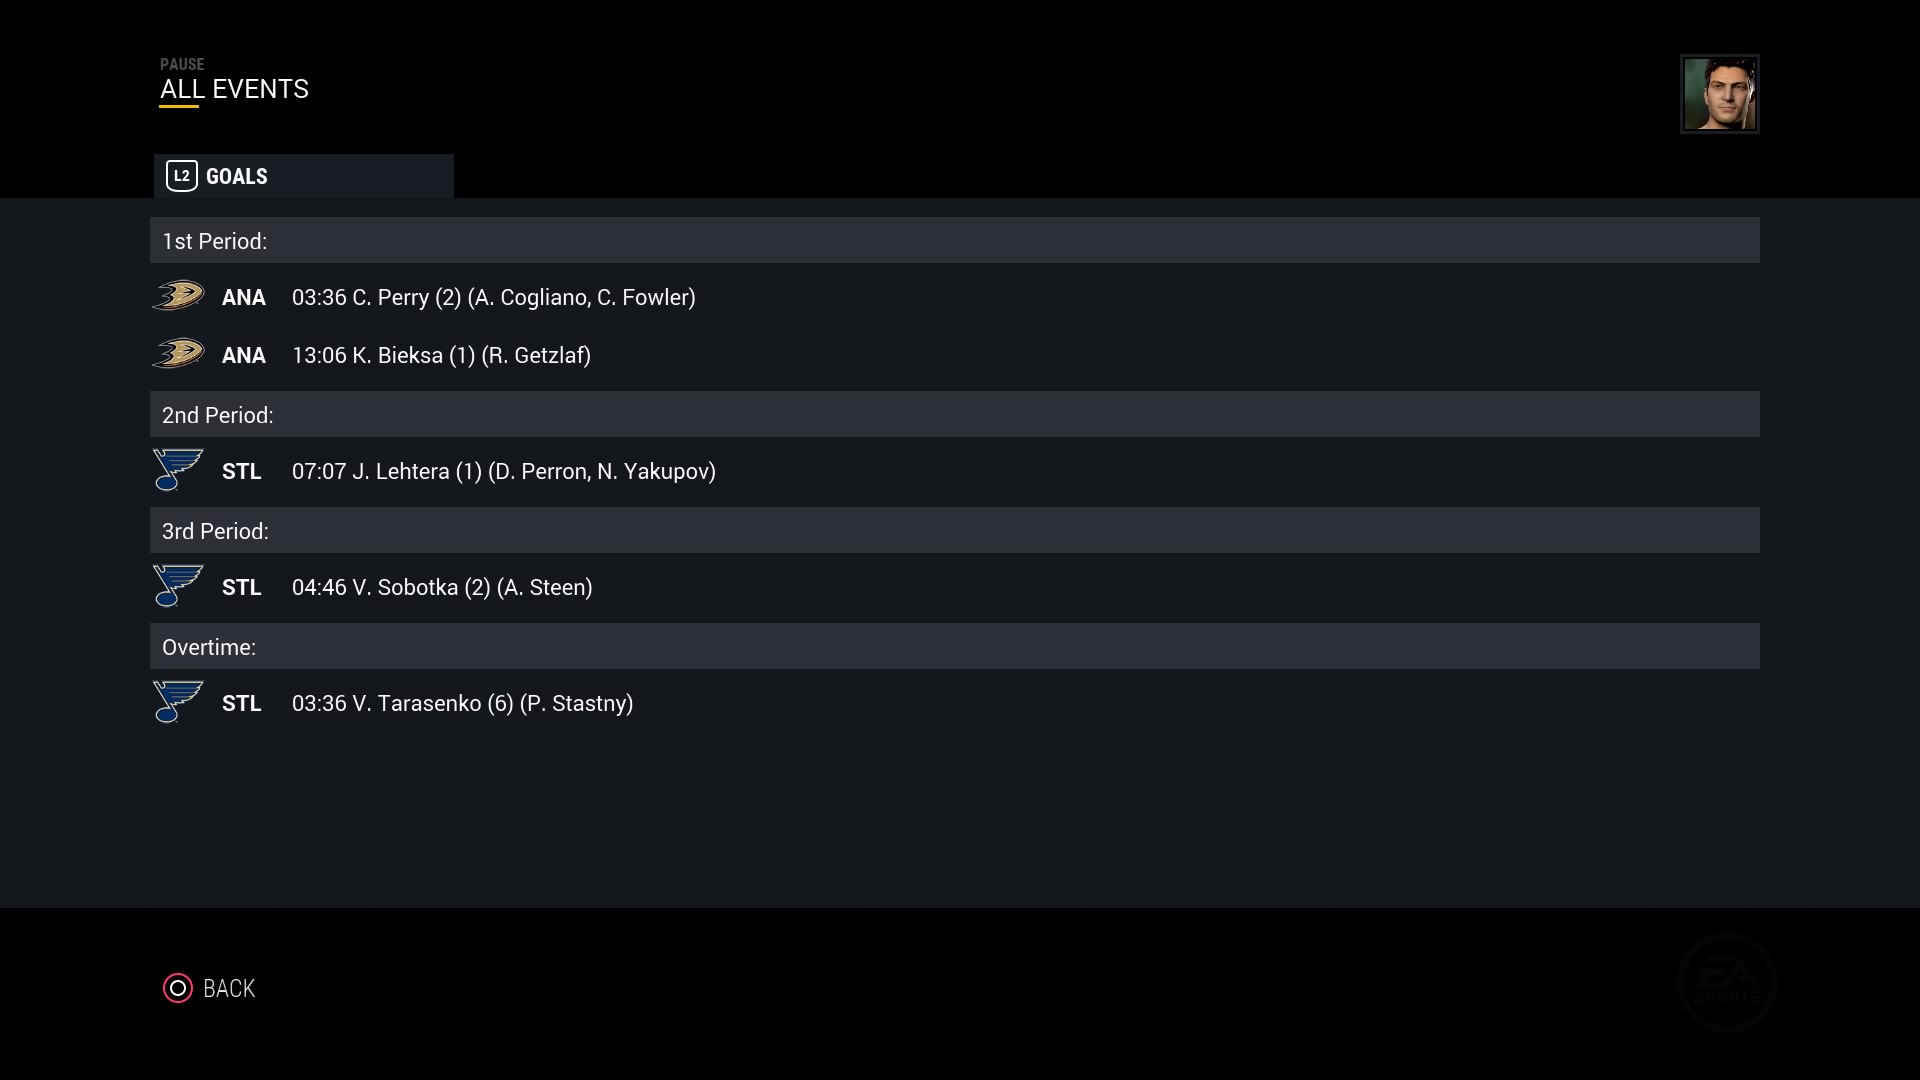 PAUSE
ALL EVENTS
L2 GOALS
1st Period:
ANA 03:36 C. Perry (2) (A. Cogliano, C. Fowler)
ANA 13:06 K. Bieksa (1) (R. Getzlaf)
2nd Period:
STL 07:07 J. Lehtera (1) (D. Perron, N. Yakupov)
3rd Period:
STL 04:46 V. Sobotka (2) (A. Steen)
Overtime:
STL 03:36 V. Tarasenko (6) (P. Stastny)
BACK
EA
SPORTS